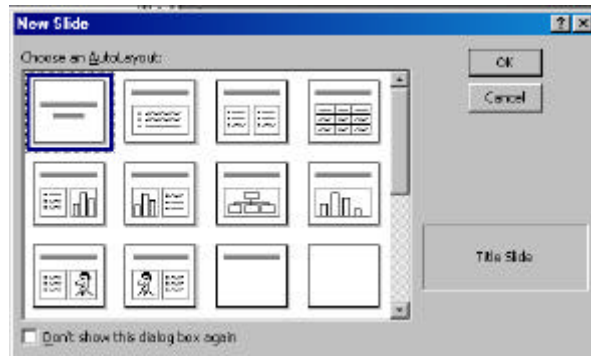 New Slide
Choose an AutoLayout:
OK
Cancel
Title Slide
Don't show this dialog box again